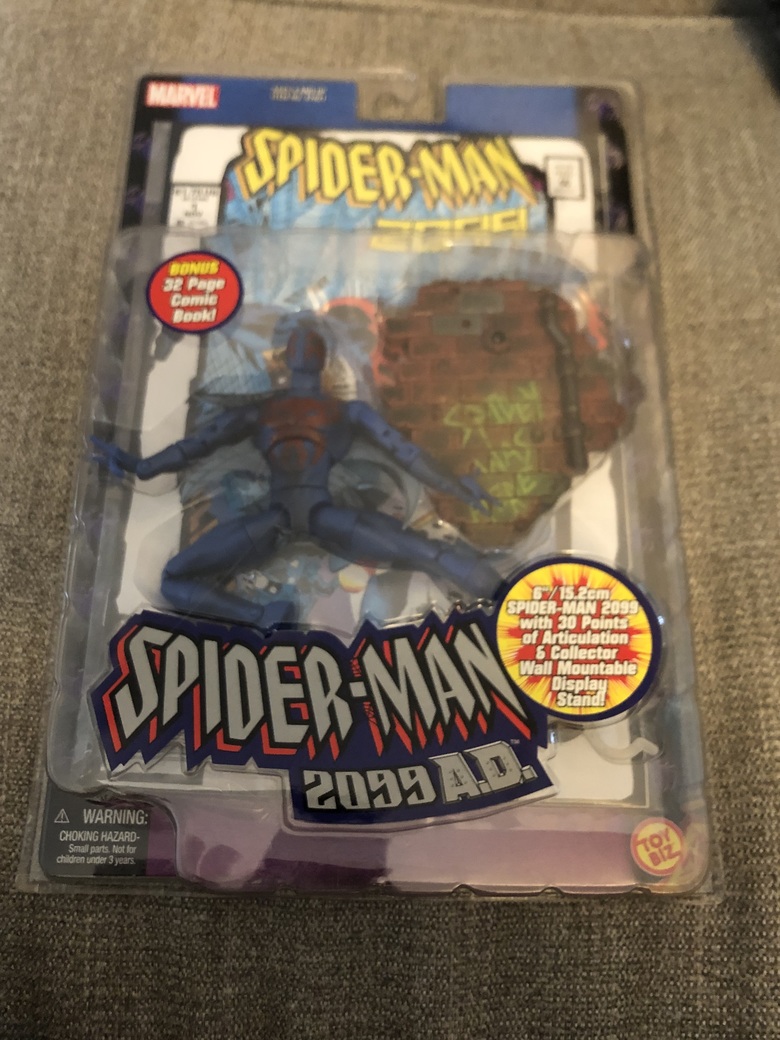 MARVEL
SPIDER-MAN
2099
BONUS
32 Page
Comic
Book!
6"/15.2cm
SPIDER-MAN 2099
with 30 Points
of Articulation
& Collector
Wall Mountable
Display
Stand!
SPIDER-MAN
2099 A.D.™
⚠ WARNING:
CHOKING HAZARD-
Small parts. Not for
children under 3 years.
TOY
BIZ